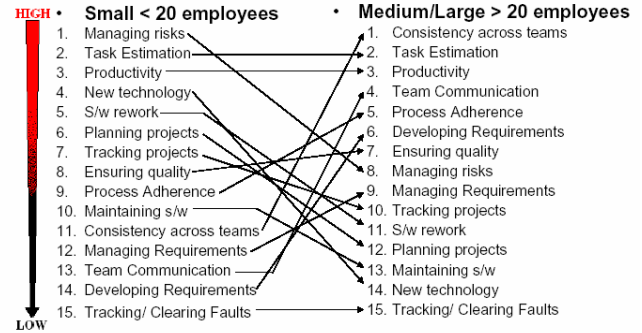 HIGH
• Small < 20 employees
1. Managing risks
2. Task Estimation
3. Productivity
4. New technology
5. S/w rework
6. Planning projects
7. Tracking projects
8. Ensuring quality
9. Process Adherence
10. Maintaining s/w
11. Consistency across teams
12. Managing Requirements
13. Team Communication
14. Developing Requirements
15. Tracking/ Clearing Faults
LOW
• Medium/Large > 20 employees
1. Consistency across teams
2. Task Estimation
3. Productivity
4. Team Communication
5. Process Adherence
6. Developing Requirements
7. Ensuring quality
8. Managing risks
9. Managing Requirements
10. Tracking projects
11. S/w rework
12. Planning projects
13. Maintaining s/w
14. New technology
15. Tracking/ Clearing Faults